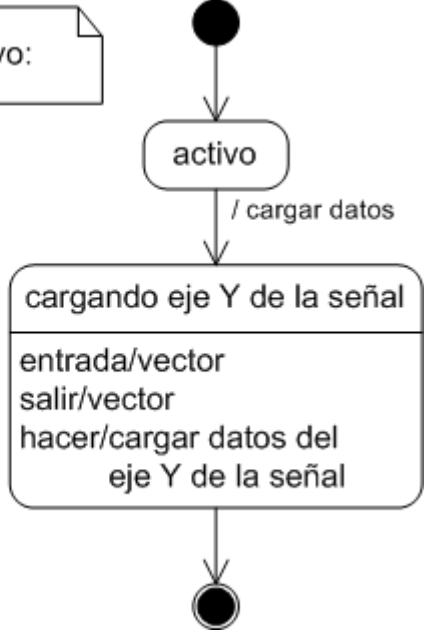 vo:
activo
/ cargar datos
cargando eje Y de la señal
entrada/vector
salir/vector
hacer/cargar datos del
eje Y de la señal